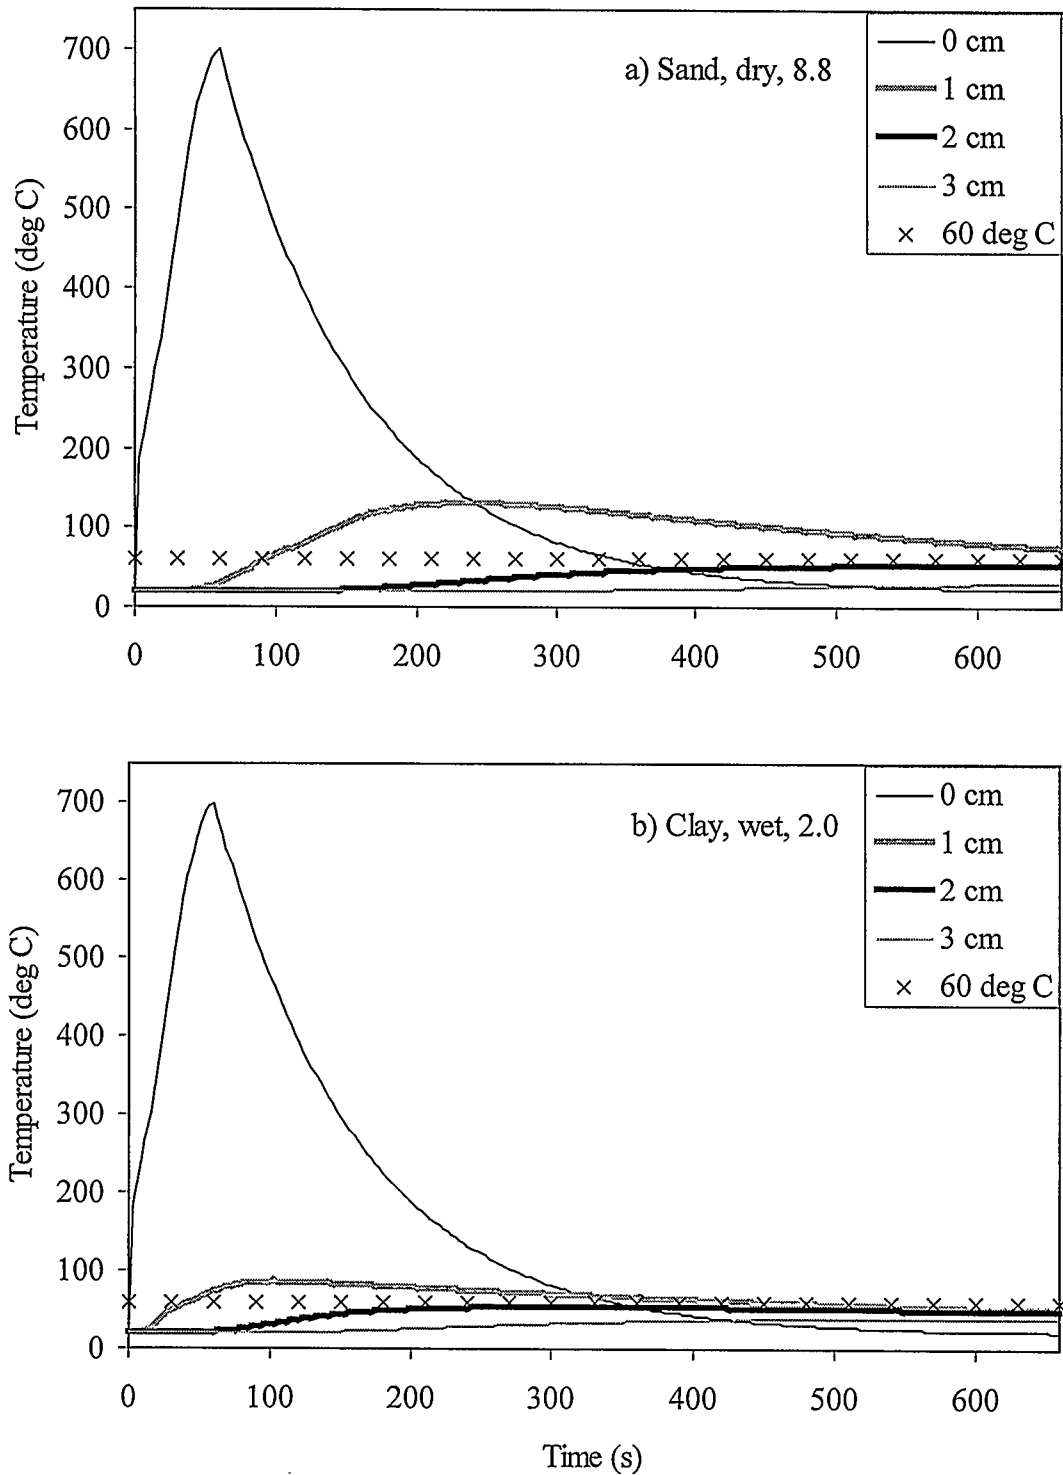 a) Sand, dry, 8.8
0 cm
1 cm
2 cm
3 cm
× 60 deg C
Temperature (deg C)
700
600
500
400
300
200
100
0
0 100 200 300 400 500 600
b) Clay, wet, 2.0
0 cm
1 cm
2 cm
3 cm
× 60 deg C
Temperature (deg C)
700
600
500
400
300
200
100
0
0 100 200 300 400 500 600
Time (s)